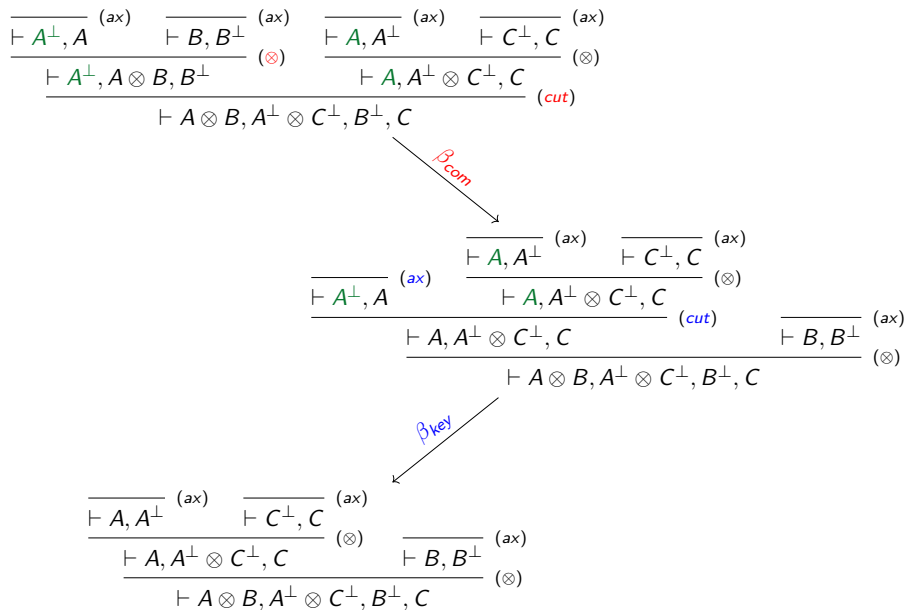 (ax) (ax) (ax) (ax)
⊢ A⊥, A ⊢ B, B⊥ (⊗) ⊢ A, A⊥ ⊢ C⊥, C (⊗)
⊢ A⊥, A ⊗ B, B⊥ ⊢ A, A⊥ ⊗ C⊥, C (cut)
⊢ A ⊗ B, A⊥ ⊗ C⊥, B⊥, C
βcom
(ax) (ax)
(ax) ⊢ A, A⊥ ⊢ C⊥, C (⊗)
⊢ A⊥, A ⊢ A, A⊥ ⊗ C⊥, C (cut) (ax)
⊢ A, A⊥ ⊗ C⊥, C ⊢ B, B⊥ (⊗)
⊢ A ⊗ B, A⊥ ⊗ C⊥, B⊥, C
βkey
(ax) (ax)
⊢ A, A⊥ ⊢ C⊥, C (⊗) (ax)
⊢ A, A⊥ ⊗ C⊥, C ⊢ B, B⊥ (⊗)
⊢ A ⊗ B, A⊥ ⊗ C⊥, B⊥, C